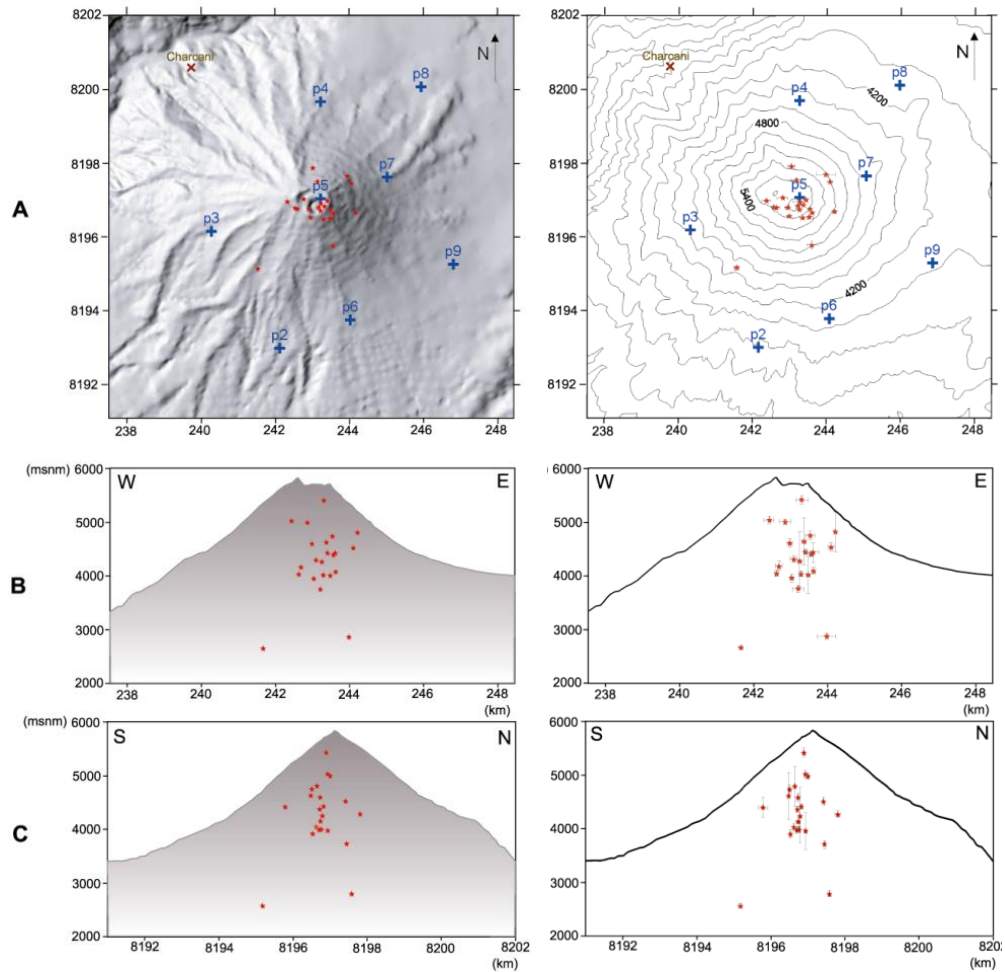 8202
8200
8198
8196
8194
8192
238
240
242
244
246
248
Charcani
N
p4
p8
p7
p5
p3
p9
p6
p2
A
8202
8200
8198
8196
8194
8192
238
240
242
244
246
248
Charcani
N
p8
p4
4200
4800
p7
p5
5400
p3
p9
4200
p6
p2
B
(msnm)
6000
5000
4000
3000
2000
W
E
238
240
242
244
246
248
(km)
6000
5000
4000
3000
2000
W
E
238
240
242
244
246
248
(km)
C
(msnm)
6000
5000
4000
3000
2000
S
N
8192
8194
8196
8198
8200
8202
(km)
6000
5000
4000
3000
2000
S
N
8192
8194
8196
8198
8200
8202
(km)